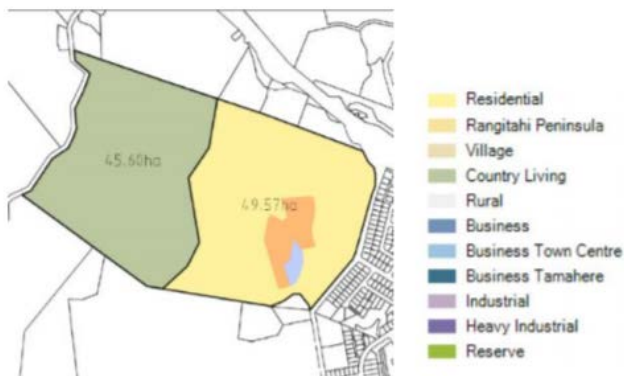 45.60ha
49.57ha
Residential
Rangitahi Peninsula
Village
Country Living
Rural
Business
Business Town Centre
Business Tamahere
Industrial
Heavy Industrial
Reserve